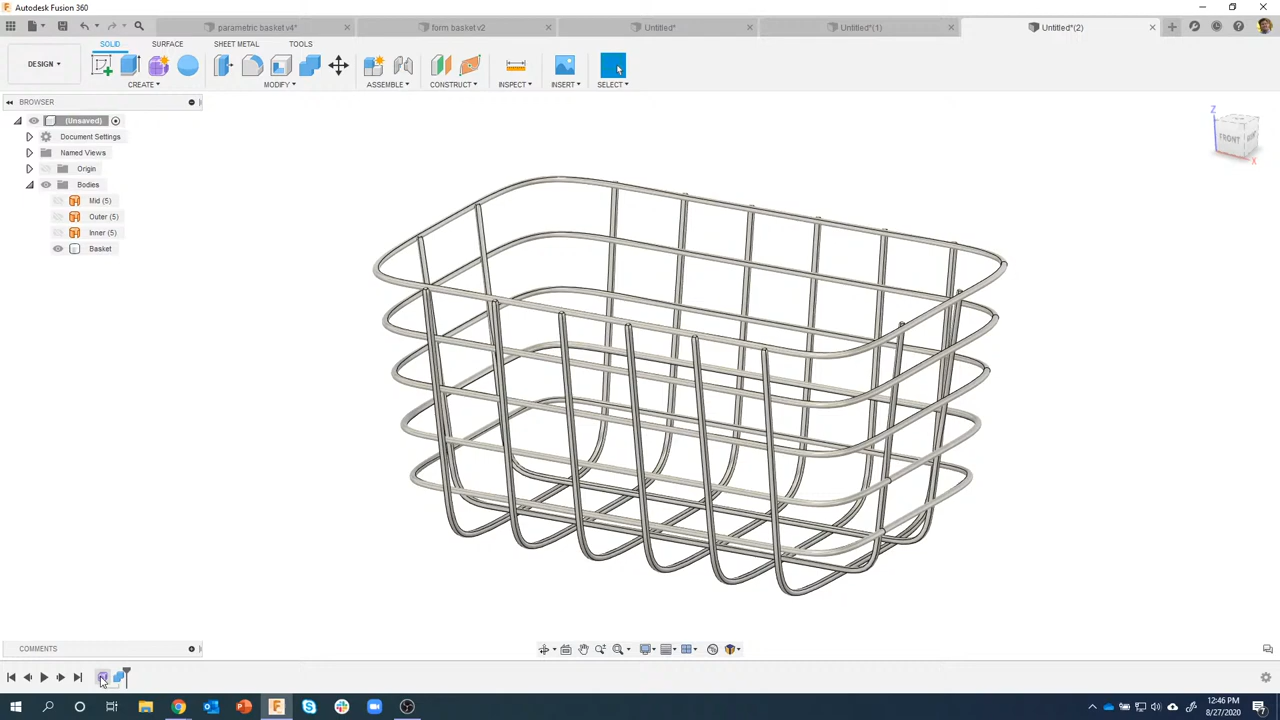 Autodesk Fusion 360
parametric basket v4*
form basket v2
Untitled*
Untitled*(1)
Untitled*(2)
SOLID
SURFACE
SHEET METAL
TOOLS
DESIGN
CREATE
MODIFY
ASSEMBLE
CONSTRUCT
INSPECT
INSERT
SELECT
BROWSER
(Unsaved)
Document Settings
Named Views
Origin
Bodies
Mid (5)
Outer (5)
Inner (5)
Basket
Z
FRONT
X
COMMENTS
12:46 PM
8/27/2020